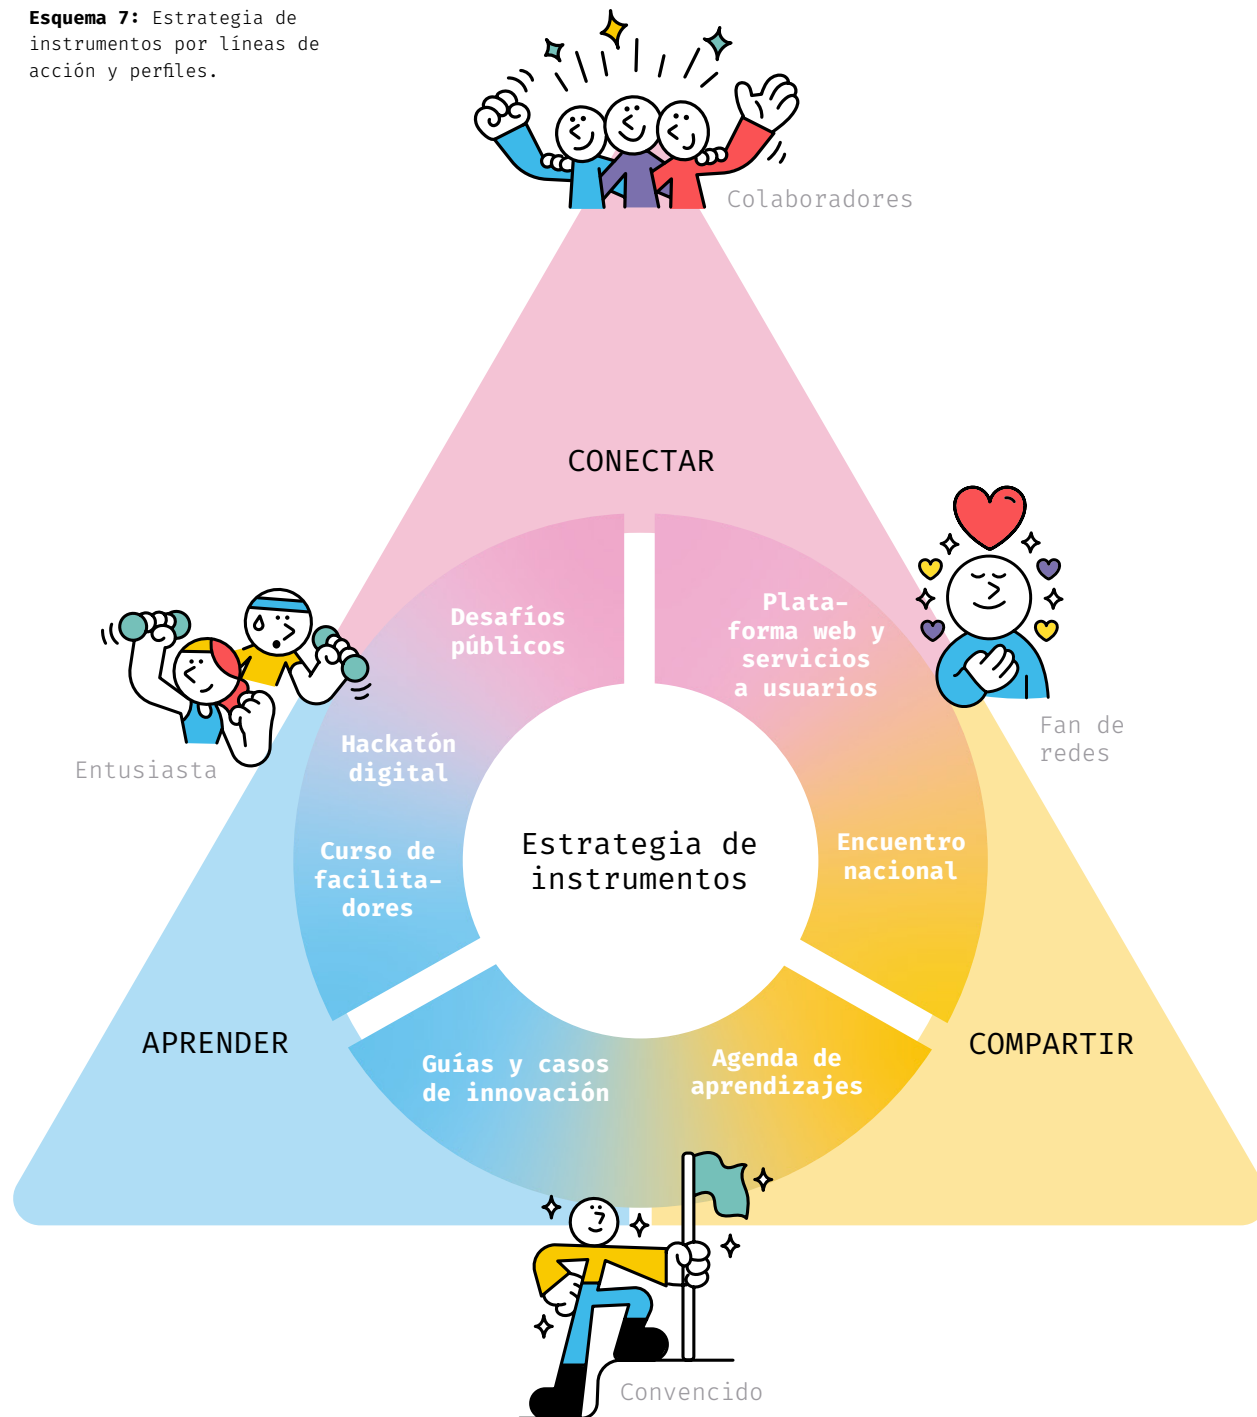 Esquema 7: Estrategia de
instrumentos por líneas de
acción y perfiles.
Colaboradores
CONECTAR
Desafíos
públicos
Plata-
forma web y
servicios
a usuarios
Fan de
redes
Entusiasta
Hackatón
digital
Estrategia de
instrumentos
Encuentro
nacional
Curso de
facilita-
dores
APRENDER
COMPARTIR
Guías y casos
de innovación
Agenda de
aprendizajes
Convencido